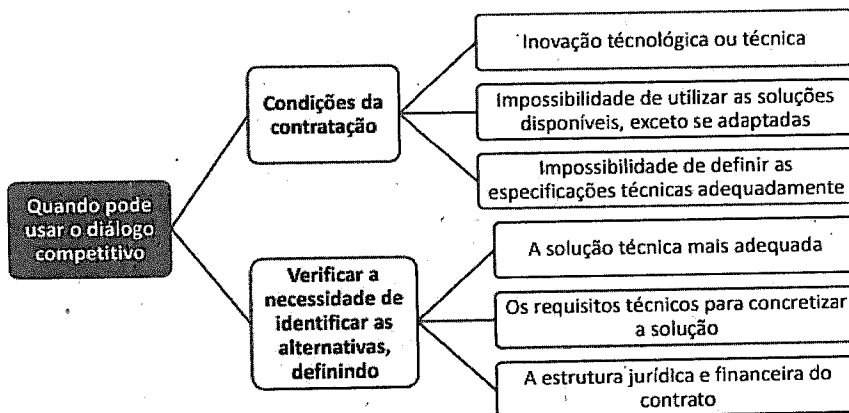 Quando pode
usar o diálogo
competitivo
Condições da
contratação
Inovação técnológica ou técnica
Impossibilidade de utilizar as soluções
disponíveis, exceto se adaptadas
Impossibilidade de definir as
especificações técnicas adequadamente
Verificar a
necessidade de
identificar as
alternativas,
definindo
A solução técnica mais adequada
Os requisitos técnicos para concretizar
a solução
A estrutura jurídica e financeira do
contrato